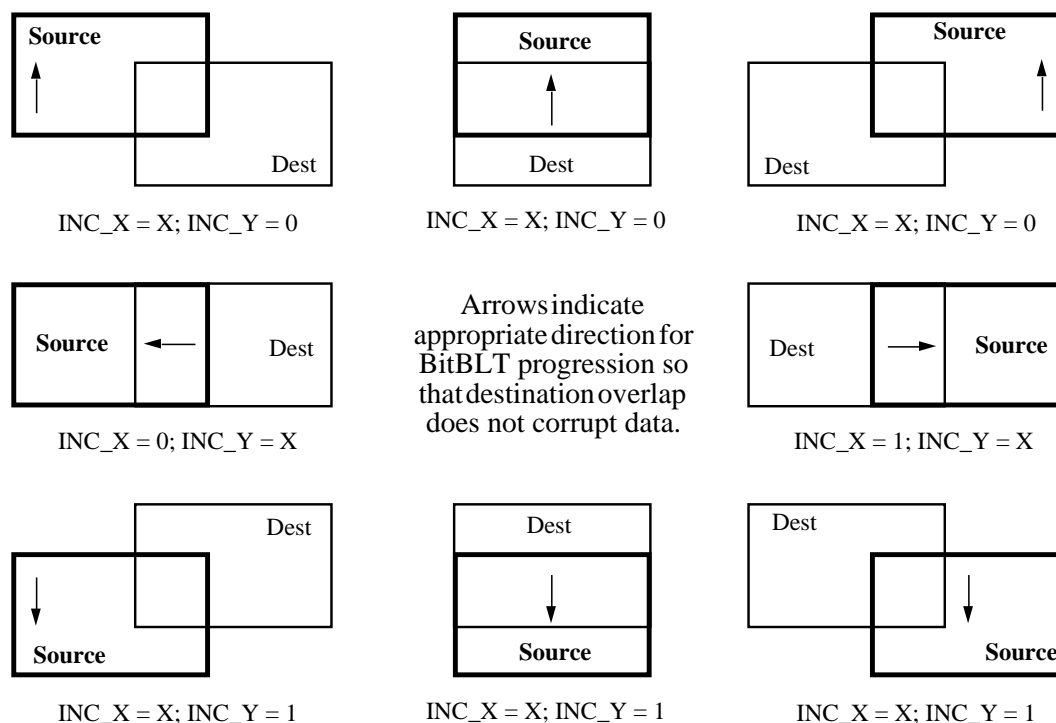 Source
Dest
INC_X = X; INC_Y = 0
Source
Dest
INC_X = X; INC_Y = 0
Source
Dest
INC_X = X; INC_Y = 0
Source
Dest
INC_X = 0; INC_Y = X
Arrows indicate
appropriate direction for
BitBLT progression so
that destination overlap
does not corrupt data.
Dest
Source
INC_X = 1; INC_Y = X
Dest
Source
INC_X = X; INC_Y = 1
Dest
Source
INC_X = X; INC_Y = 1
Dest
Source
INC_X = X; INC_Y = 1